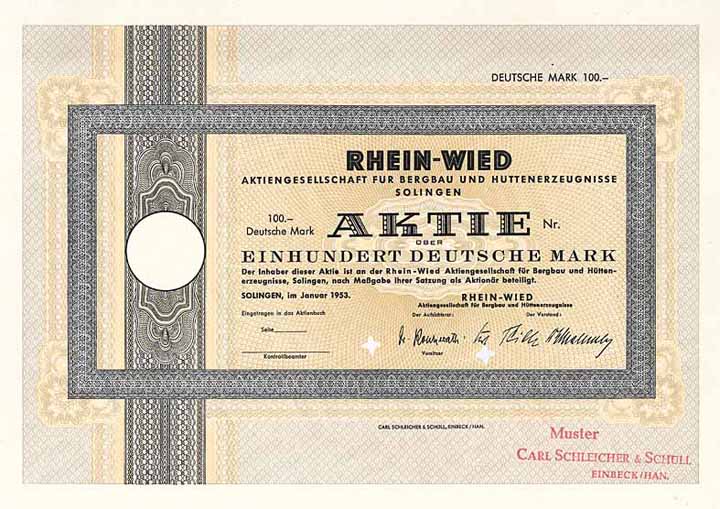 DEUTSCHE MARK 100.–
RHEIN-WIED
AKTIENGESELLSCHAFT FÜR BERGBAU UND HÜTTENERZEUGNISSE
SOLINGEN
100.–
Deutsche Mark
AKTIE Nr.
ÜBER
EINHUNDERT DEUTSCHE MARK
Der Inhaber dieser Aktie ist an der Rhein-Wied Aktiengesellschaft für Bergbau und Hütten-
erzeugnisse, Solingen, nach Maßgabe ihrer Satzung als Aktionär beteiligt.
SOLINGEN, im Januar 1953.
RHEIN-WIED
Aktiengesellschaft für Bergbau und Hüttenerzeugnisse
Eingetragen in das Aktienbuch
Der Aufsichtsrat:
Der Vorstand:
Seite
Vorsitzer
Kontrollbeamter
CARL SCHLEICHER & SCHÜLL, EINBECK/HAN.
Muster
CARL SCHLEICHER & SCHÜLL
EINBECK/HAN.